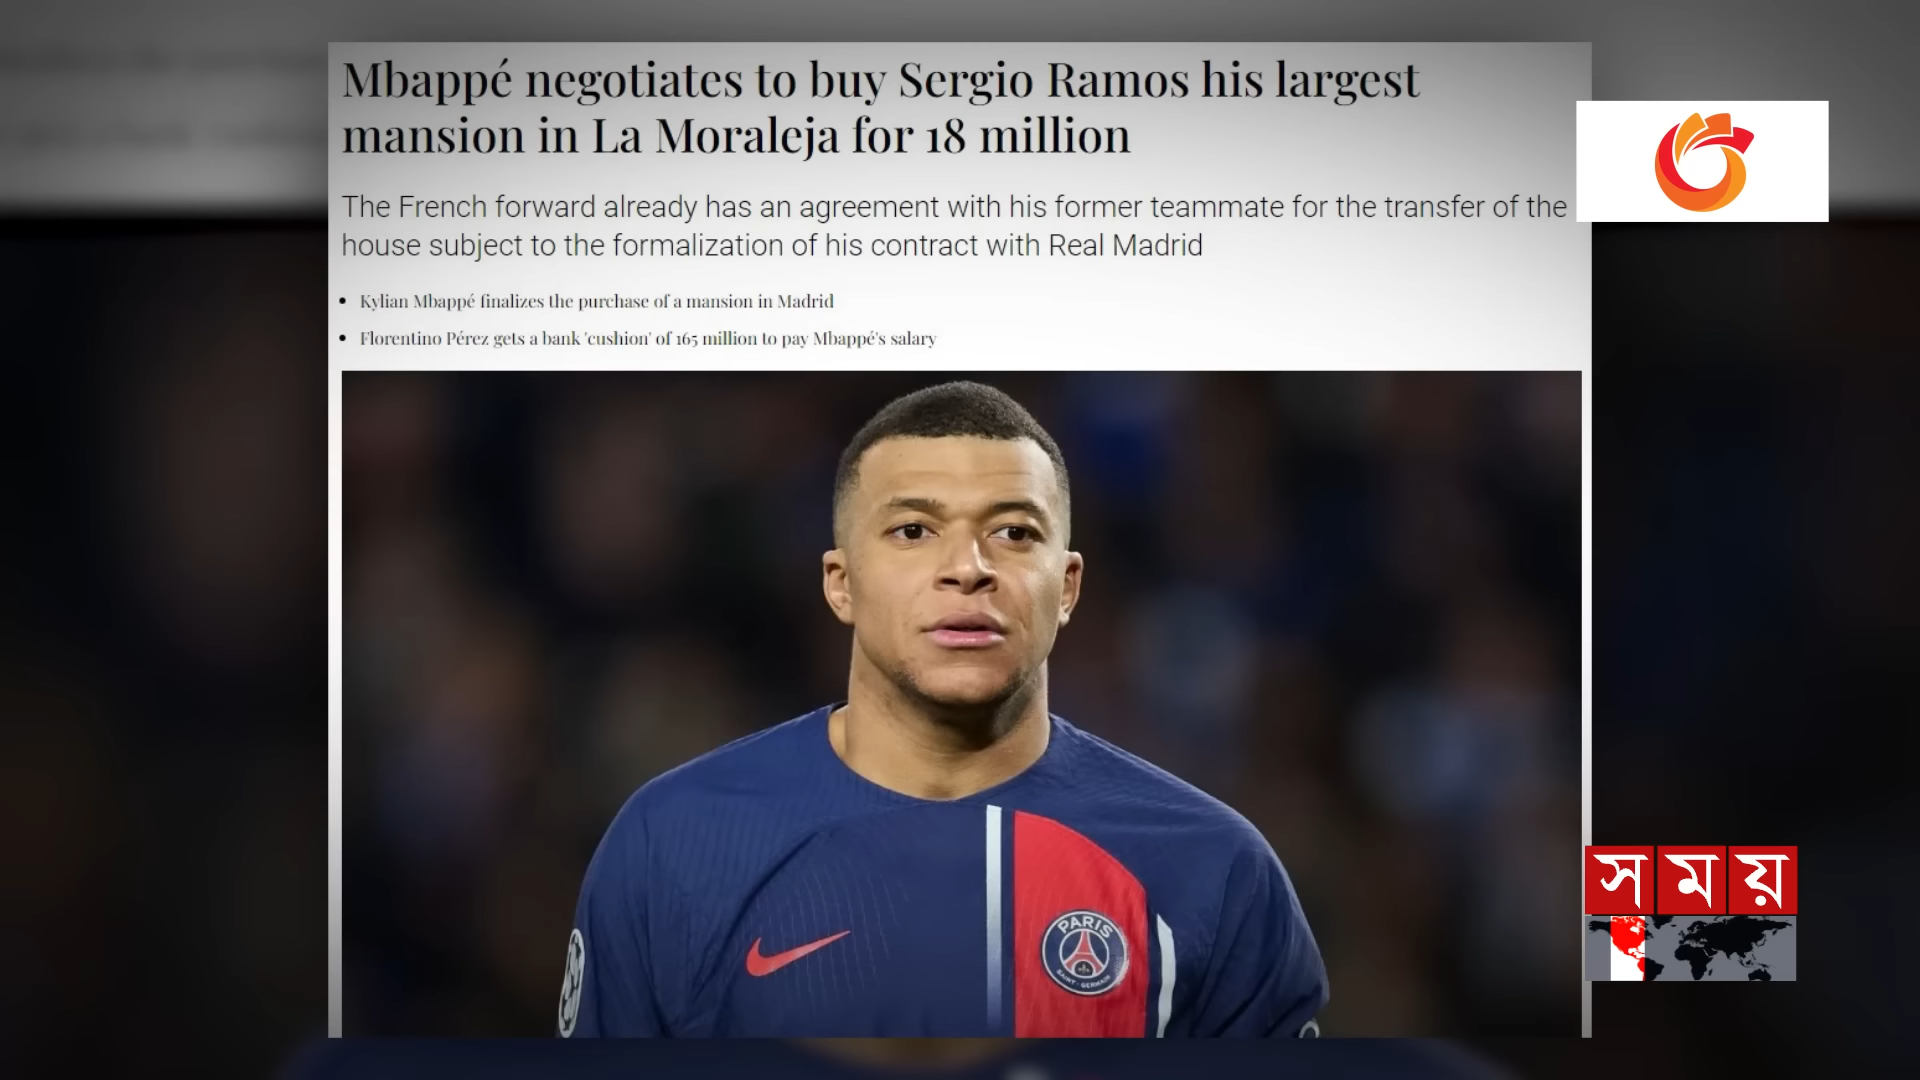 Mbappé negotiates to buy Sergio Ramos his largest
mansion in La Moraleja for 18 million
The French forward already has an agreement with his former teammate for the transfer of the
house subject to the formalization of his contract with Real Madrid
Kylian Mbappé finalizes the purchase of a mansion in Madrid
Florentino Pérez gets a bank 'cushion' of 165 million to pay Mbappé's salary
সময়
PARIS
SAINT-GERMAIN